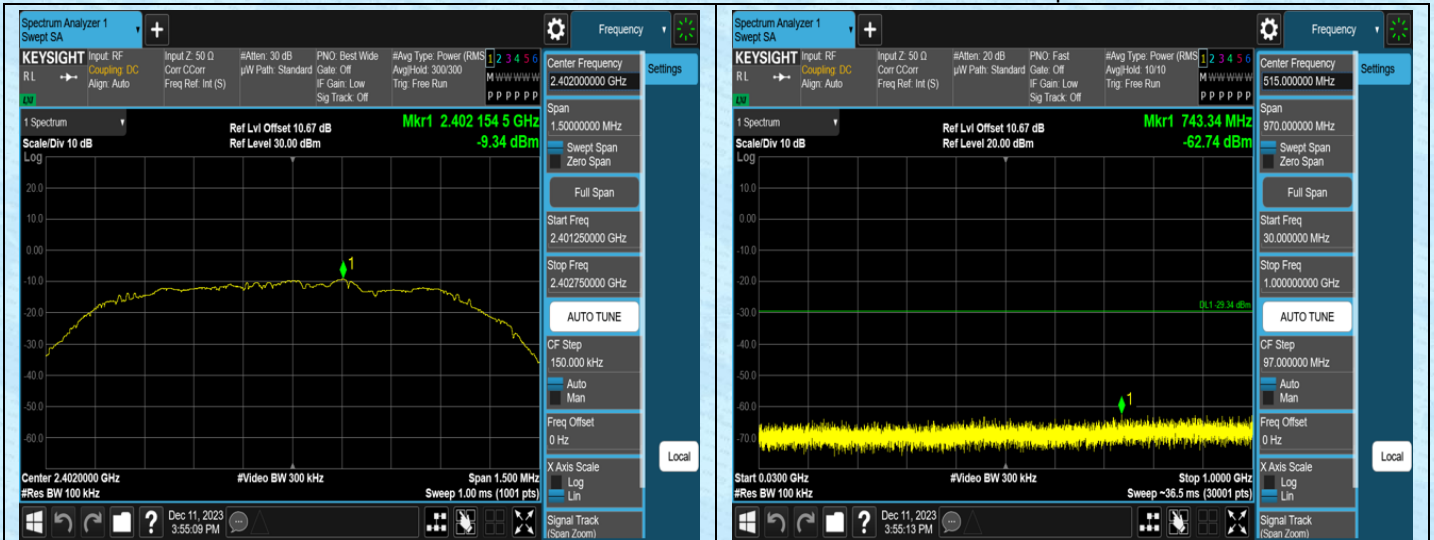 Spectrum Analyzer 1
Swept SA
Frequency
KEYSIGHT
RL
LXI
Input: RF
Coupling: DC
Align: Auto
Input Z: 50 Ω
Corr CCorr
Freq Ref: Int (S)
#Atten: 30 dB
µW Path: Standard
PNO: Best Wide
Gate: Off
IF Gain: Low
Sig Track: Off
#Avg Type: Power (RMS
Avg|Hold: 300/300
Trig: Free Run
1 2 3 4 5 6
M W W W W W
P P P P P P
1 Spectrum
Scale/Div 10 dB
Log
Ref Lvl Offset 10.67 dB
Ref Level 30.00 dBm
Mkr1 2.402 154 5 GHz
-9.34 dBm
20.0
10.0
0.00
-10.0
-20.0
-30.0
-40.0
-50.0
-60.0
1
Center 2.4020000 GHz
#Res BW 100 kHz
#Video BW 300 kHz
Span 1.500 MHz
Sweep 1.00 ms (1001 pts)
Dec 11, 2023
3:55:09 PM
Center Frequency
2.402000000 GHz
Span
1.50000000 MHz
Swept Span
Zero Span
Full Span
Start Freq
2.401250000 GHz
Stop Freq
2.402750000 GHz
AUTO TUNE
CF Step
150.000 kHz
Auto
Man
Freq Offset
0 Hz
X Axis Scale
Log
Lin
Signal Track
(Span Zoom)
Settings
Local
Spectrum Analyzer 1
Swept SA
Frequency
KEYSIGHT
RL
LXI
Input: RF
Coupling: DC
Align: Auto
Input Z: 50 Ω
Corr CCorr
Freq Ref: Int (S)
#Atten: 20 dB
µW Path: Standard
PNO: Fast
Gate: Off
IF Gain: Low
Sig Track: Off
#Avg Type: Power (RMS
Avg|Hold: 10/10
Trig: Free Run
1 2 3 4 5 6
M W W W W W
P P P P P P
1 Spectrum
Scale/Div 10 dB
Log
Ref Lvl Offset 10.67 dB
Ref Level 20.00 dBm
Mkr1 743.34 MHz
-62.74 dBm
10.0
0.00
-10.0
-20.0
-30.0
-40.0
-50.0
-60.0
-70.0
DL1 -29.34 dBm
1
Start 0.0300 GHz
#Res BW 100 kHz
#Video BW 300 kHz
Stop 1.0000 GHz
Sweep ~36.5 ms (30001 pts)
Dec 11, 2023
3:55:13 PM
Center Frequency
515.000000 MHz
Span
970.000000 MHz
Swept Span
Zero Span
Full Span
Start Freq
30.000000 MHz
Stop Freq
1.000000000 GHz
AUTO TUNE
CF Step
97.000000 MHz
Auto
Man
Freq Offset
0 Hz
X Axis Scale
Log
Lin
Signal Track
(Span Zoom)
Settings
Local